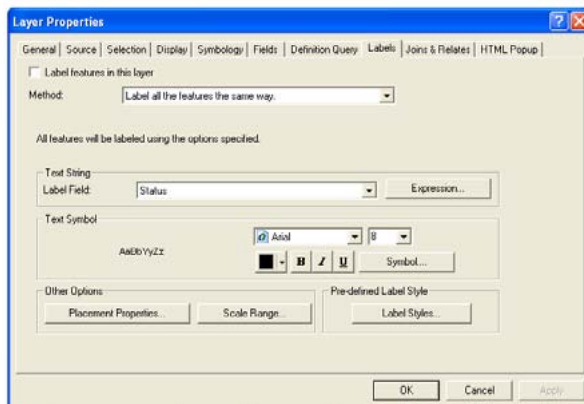 Layer Properties
General Source Selection Display Symbology Fields Definition Query Labels Joins & Relates HTML Popup
Label features in this layer
Method: Label all the features the same way.
All features will be labeled using the options specified.
Text String
Label Field: Status Expression...
Text Symbol
AaBbYyZz Arial 8
B I U Symbol...
Other Options Pre-defined Label Style
Placement Properties... Scale Range... Label Styles...
OK Cancel Apply